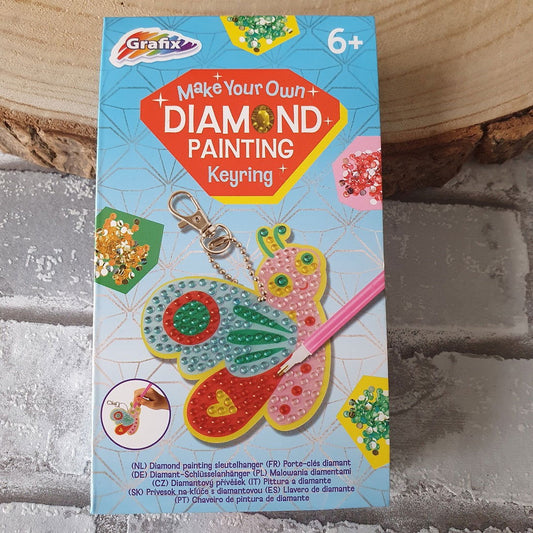 Grafix
6+
Make Your Own
DIAMOND
PAINTING
Keyring
(NL) Diamond painting sleutelhanger (FR) Porte-clés diamant
(DE) Diamant-Schlüsselanhänger (PL) Malowania diamentami
(CZ) Diamantový přívěšek (IT) Pittura a diamante
(SK) Prívesok na kľúče s diamantovou (ES) Llavero de diamante
(PT) Chaveiro de pintura de diamante